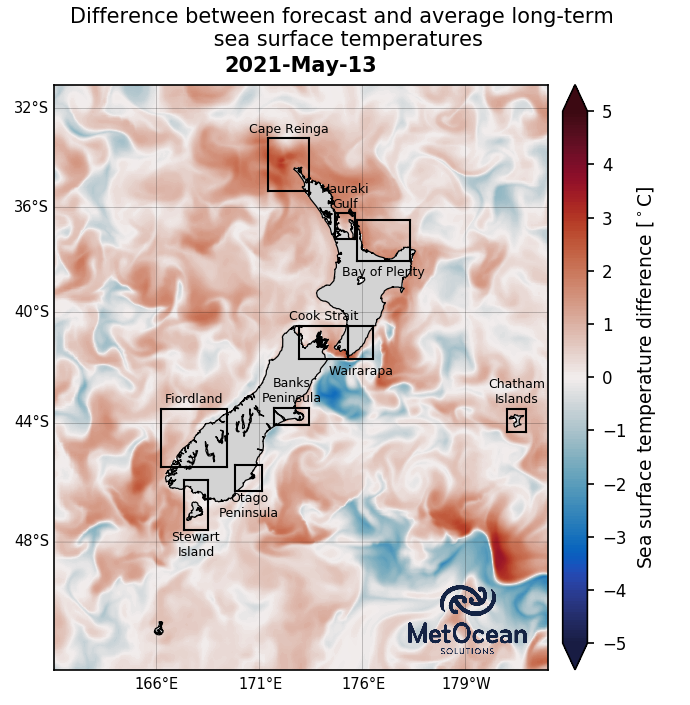 Difference between forecast and average long-term
sea surface temperatures
2021-May-13
32°S
36°S
40°S
44°S
48°S
166°E
171°E
176°E
179°W
Cape Reinga
Hauraki
Gulf
Bay of Plenty
Cook Strait
Wairarapa
Banks
Peninsula
Fiordland
Chatham
Islands
Otago
Peninsula
Stewart
Island
MetOcean
SOLUTIONS
5
4
3
2
1
0
−1
−2
−3
−4
−5
Sea surface temperature difference [°C]